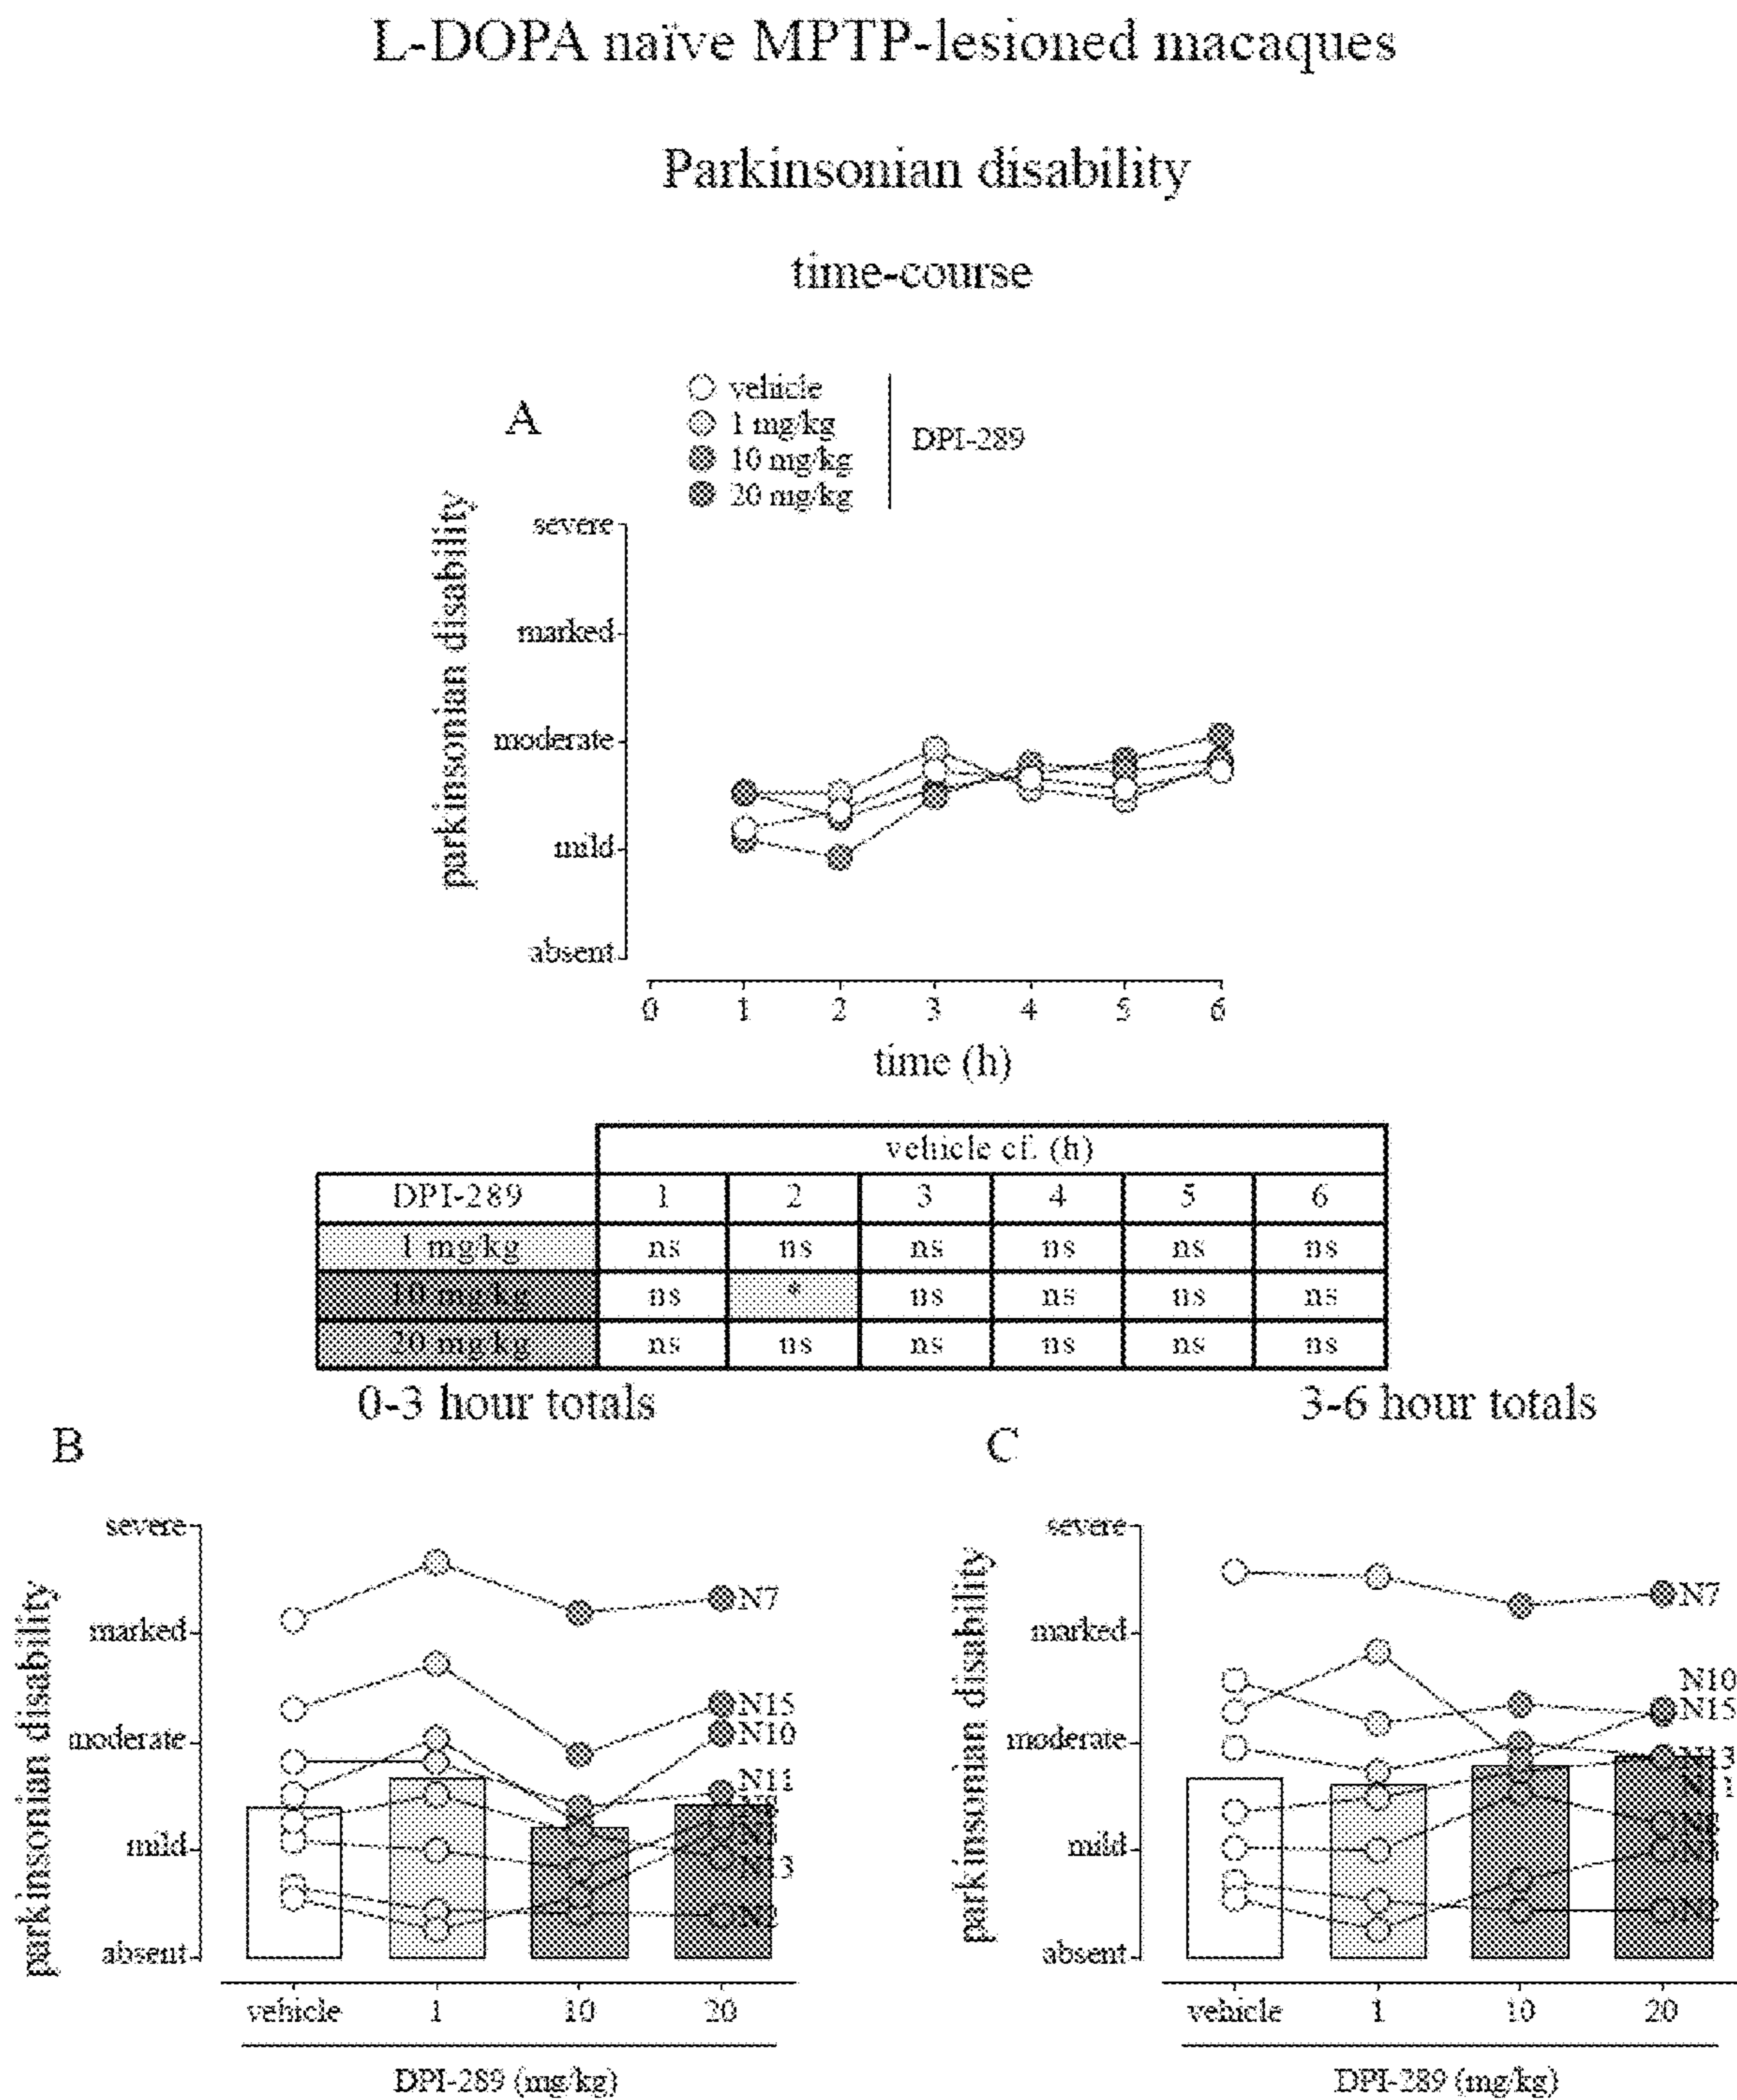 L-DOPA naïve MPTP-lesioned macaques
Parkinsonian disability
time-course
A
vehicle
1 mg/kg
10 mg/kg
20 mg/kg
DPI-289
parkinsonian disability
severe
marked
moderate
mild
absent
0 1 2 3 4 5 6
time (h)
vehicle cf. (h)
DPI-289 1 2 3 4 5 6
1 mg/kg ns ns ns ns ns ns
10 mg/kg ns * ns ns ns ns
20 mg/kg ns ns ns ns ns ns
0-3 hour totals
B
parkinsonian disability
severe
marked
moderate
mild
absent
N7
N15
N10
N11
vehicle 1 10 20
DPI-289 (mg/kg)
3-6 hour totals
C
parkinsonian disability
severe
marked
moderate
mild
absent
N7
N10
N15
N13
vehicle 1 10 20
DPI-289 (mg/kg)